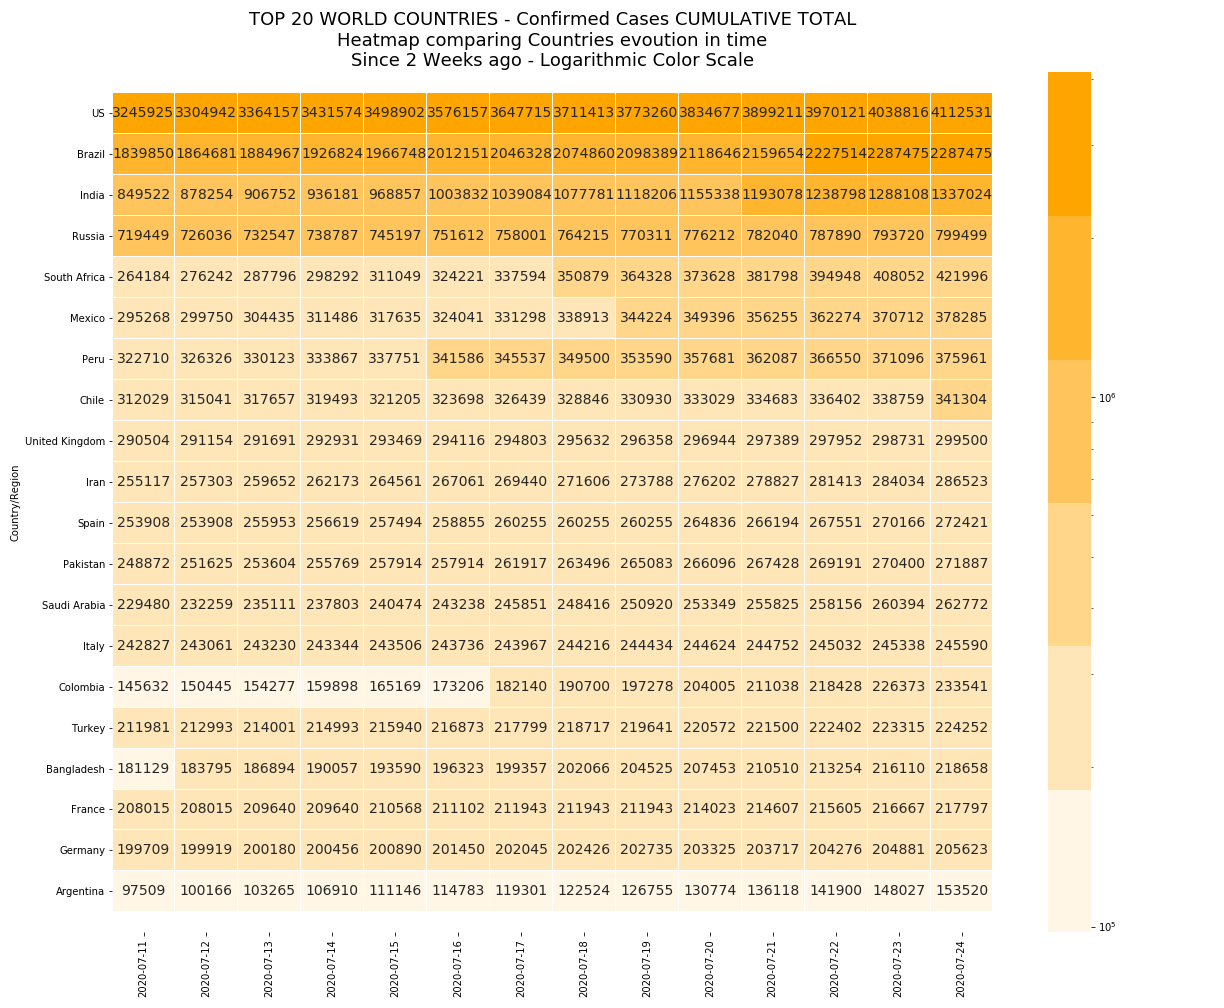 TOP 20 WORLD COUNTRIES - Confirmed Cases CUMULATIVE TOTAL
Heatmap comparing Countries evoution in time
Since 2 Weeks ago - Logarithmic Color Scale
US 3245925 3304942 3364157 3431574 3498902 3576157 3647715 3711413 3773260 3834677 3899211 3970121 4038816 4112531
Brazil 1839850 1864681 1884967 1926824 1966748 2012151 2046328 2074860 2098389 2118646 2159654 2227514 2287475 2287475
India 849522 878254 906752 936181 968857 1003832 1039084 1077781 1118206 1155338 1193078 1238798 1288108 1337024
Russia 719449 726036 732547 738787 745197 751612 758001 764215 770311 776212 782040 787890 793720 799499
South Africa 264184 276242 287796 298292 311049 324221 337594 350879 364328 373628 381798 394948 408052 421996
Mexico 295268 299750 304435 311486 317635 324041 331298 338913 344224 349396 356255 362274 370712 378285
Peru 322710 326326 330123 333867 337751 341586 345537 349500 353590 357681 362087 366550 371096 375961
Chile 312029 315041 317657 319493 321205 323698 326439 328846 330930 333029 334683 336402 338759 341304
United Kingdom 290504 291154 291691 292931 293469 294116 294803 295632 296358 296944 297389 297952 298731 299500
Iran 255117 257303 259652 262173 264561 267061 269440 271606 273788 276202 278827 281413 284034 286523
Spain 253908 253908 255953 256619 257494 258855 260255 260255 260255 264836 266194 267551 270166 272421
Pakistan 248872 251625 253604 255769 257914 257914 261917 263496 265083 266096 267428 269191 270400 271887
Saudi Arabia 229480 232259 235111 237803 240474 243238 245851 248416 250920 253349 255825 258156 260394 262772
Italy 242827 243061 243230 243344 243506 243736 243967 244216 244434 244624 244752 245032 245338 245590
Colombia 145632 150445 154277 159898 165169 173206 182140 190700 197278 204005 211038 218428 226373 233541
Turkey 211981 212993 214001 214993 215940 216873 217799 218717 219641 220572 221500 222402 223315 224252
Bangladesh 181129 183795 186894 190057 193590 196323 199357 202066 204525 207453 210510 213254 216110 218658
France 208015 208015 209640 209640 210568 211102 211943 211943 211943 214023 214607 215605 216667 217797
Germany 199709 199919 200180 200456 200890 201450 202045 202426 202735 203325 203717 204276 204881 205623
Argentina 97509 100166 103265 106910 111146 114783 119301 122524 126755 130774 136118 141900 148027 153520
2020-07-11 2020-07-12 2020-07-13 2020-07-14 2020-07-15 2020-07-16 2020-07-17 2020-07-18 2020-07-19 2020-07-20 2020-07-21 2020-07-22 2020-07-23 2020-07-24
Country/Region
10⁶
10⁵